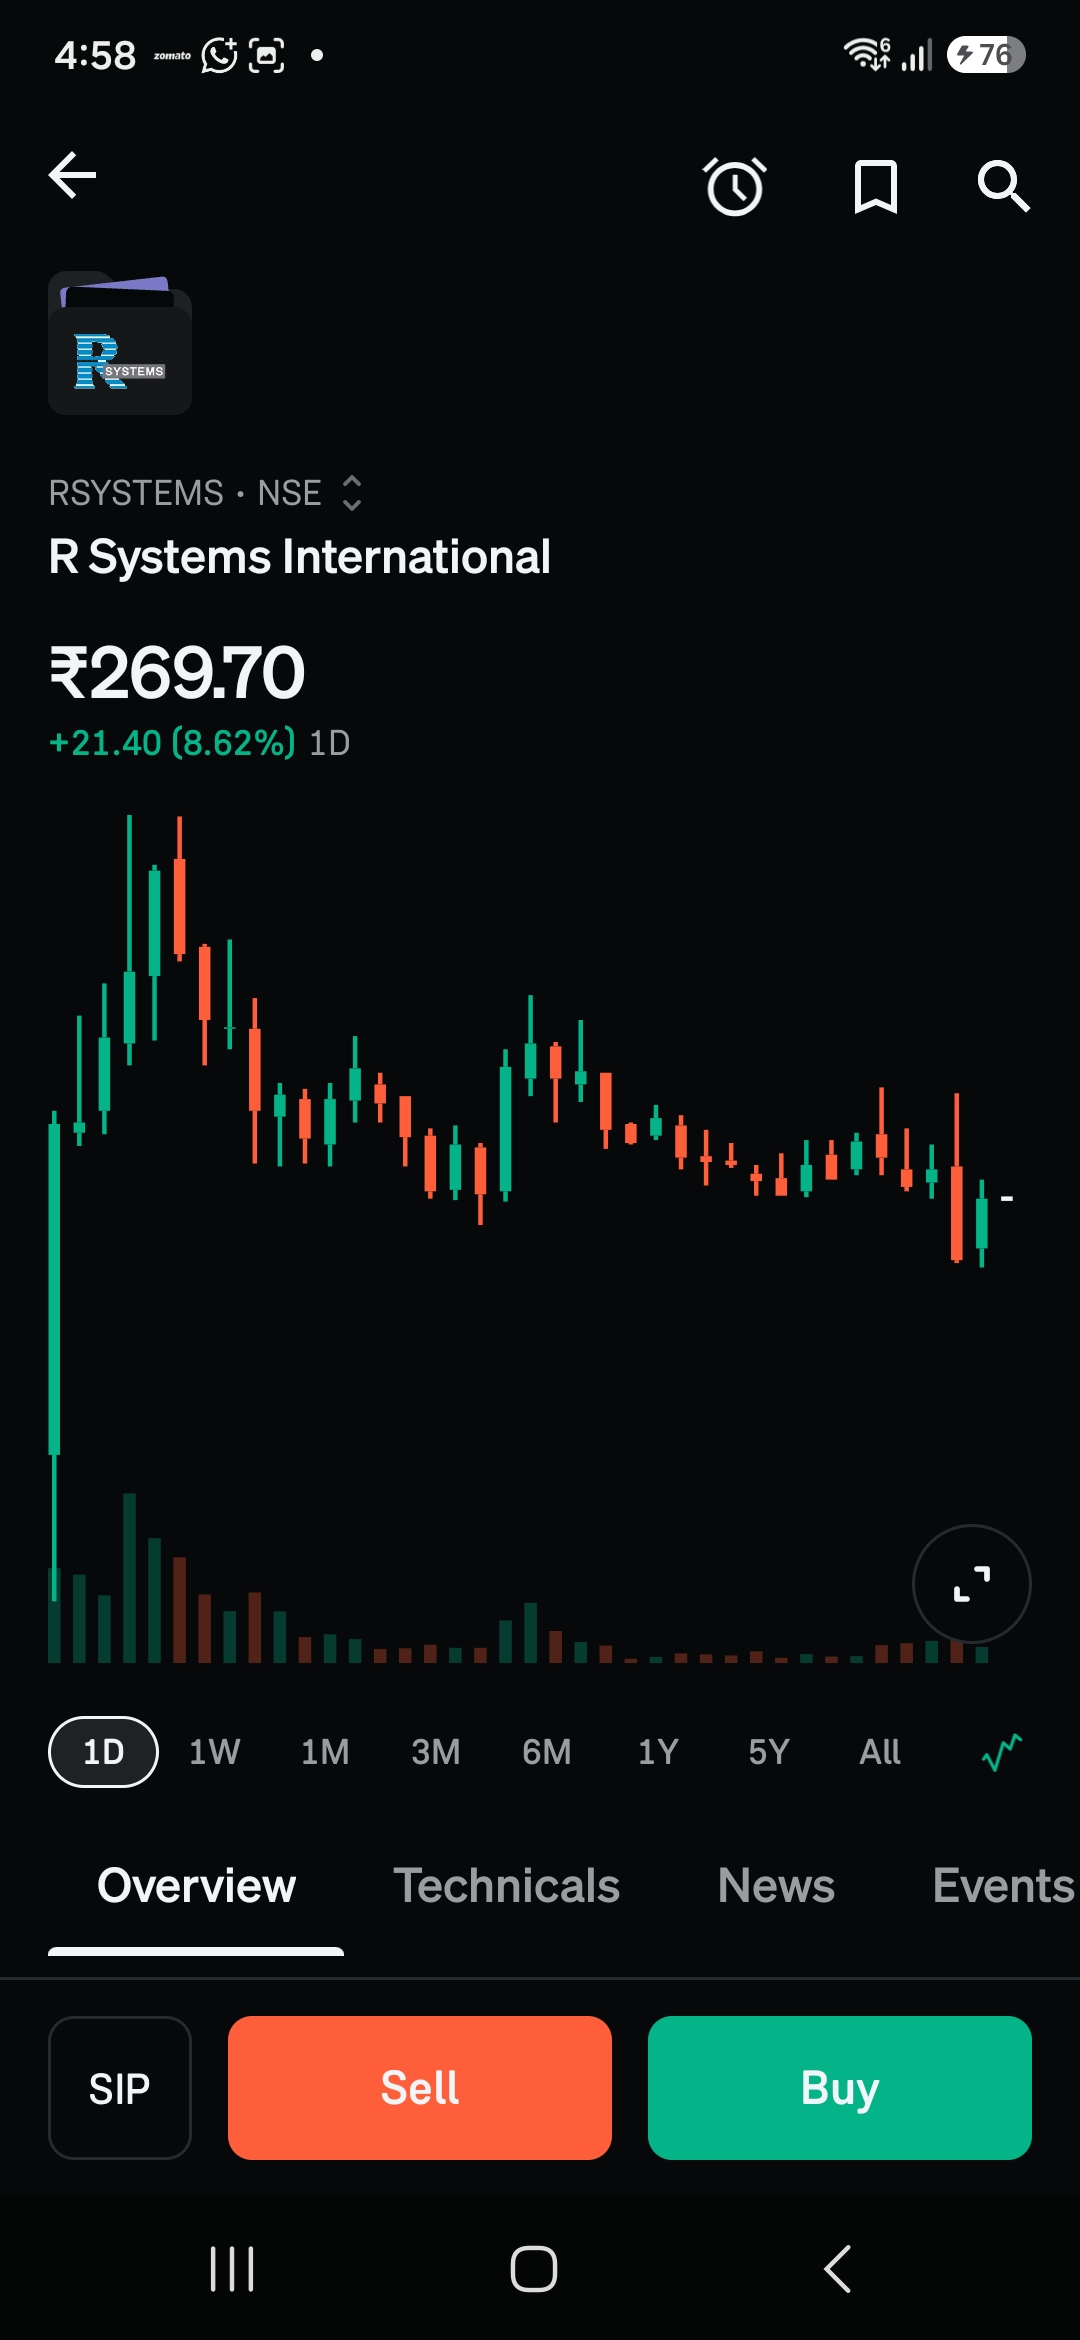 4:58 zomato 6 76
R SYSTEMS
RSYSTEMS · NSE
R Systems International
₹269.70
+21.40 (8.62%) 1D
1D 1W 1M 3M 6M 1Y 5Y All
Overview Technicals News Events
SIP Sell Buy